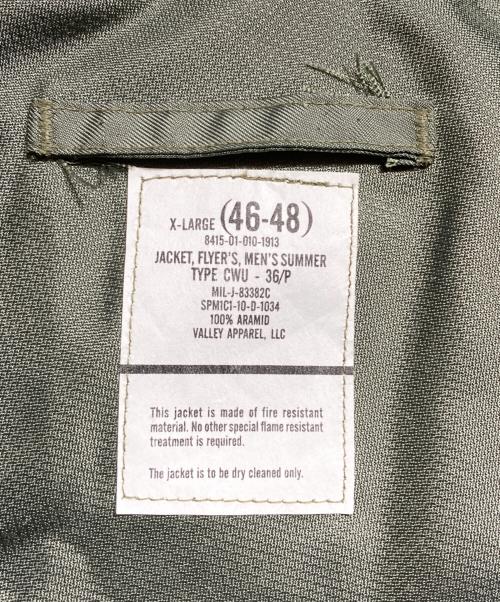 X-LARGE (46-48)
8415-01-010-1913
JACKET, FLYER'S, MEN'S SUMMER
TYPE CWU - 36/P
MIL-J-83382C
SPM1C1-10-D-1034
100% ARAMID
VALLEY APPAREL, LLC
This jacket is made of fire resistant
material. No other special flame resistant
treatment is required.
The jacket is to be dry cleaned only.